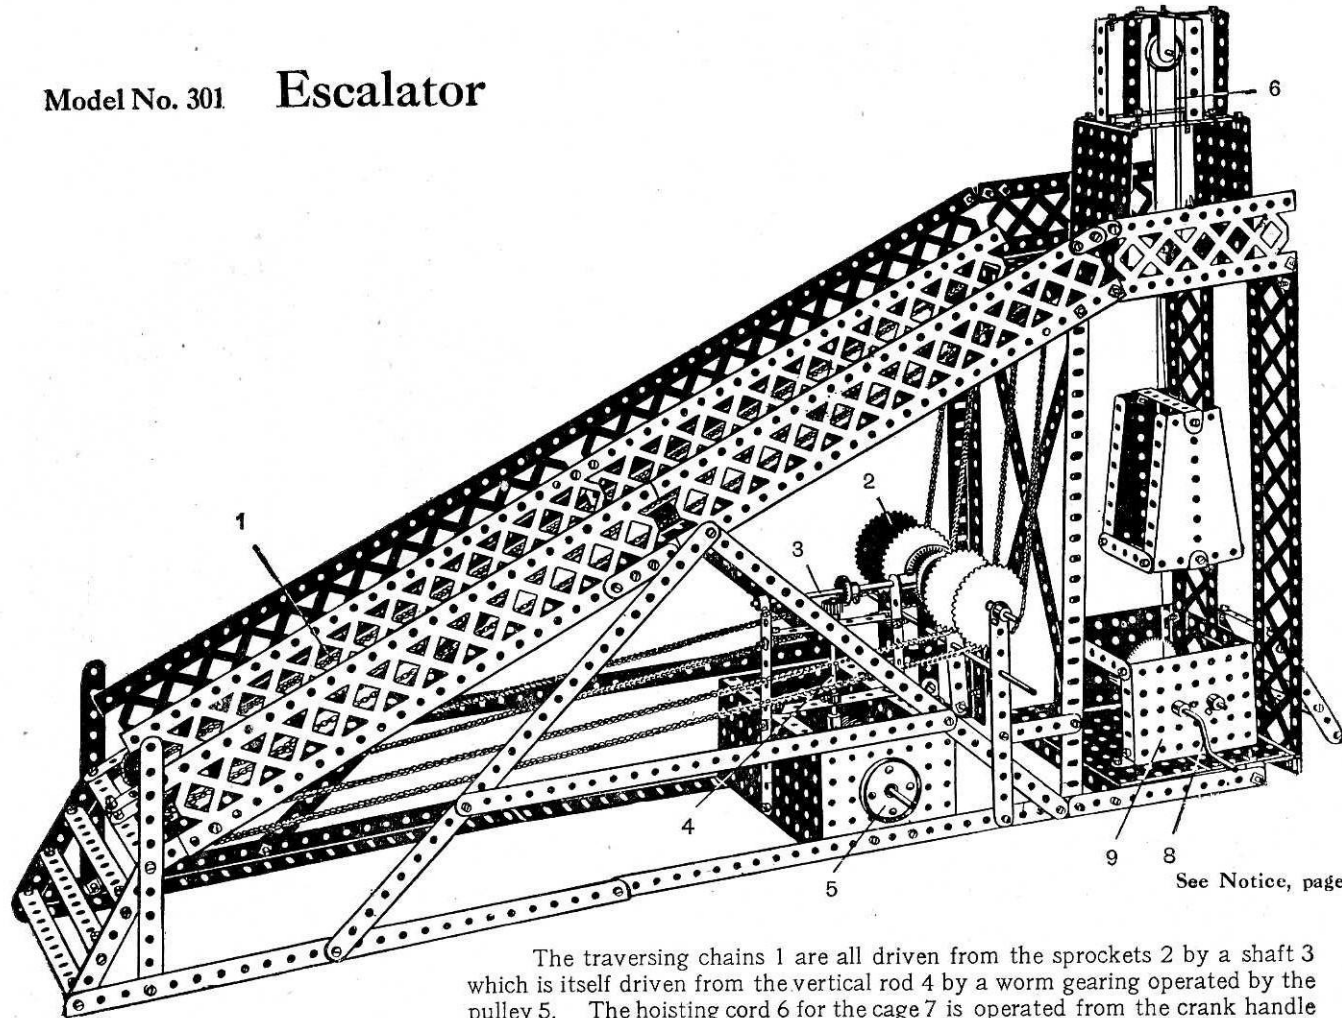 Model No. 301 Escalator
6
2
1
3
4
5
9
8
See Notice, page
The traversing chains 1 are all driven from the sprockets 2 by a shaft 3
which is itself driven from the vertical rod 4 by a worm gearing operated by the
pulley 5. The hoisting cord 6 for the cage 7 is operated from the crank handle